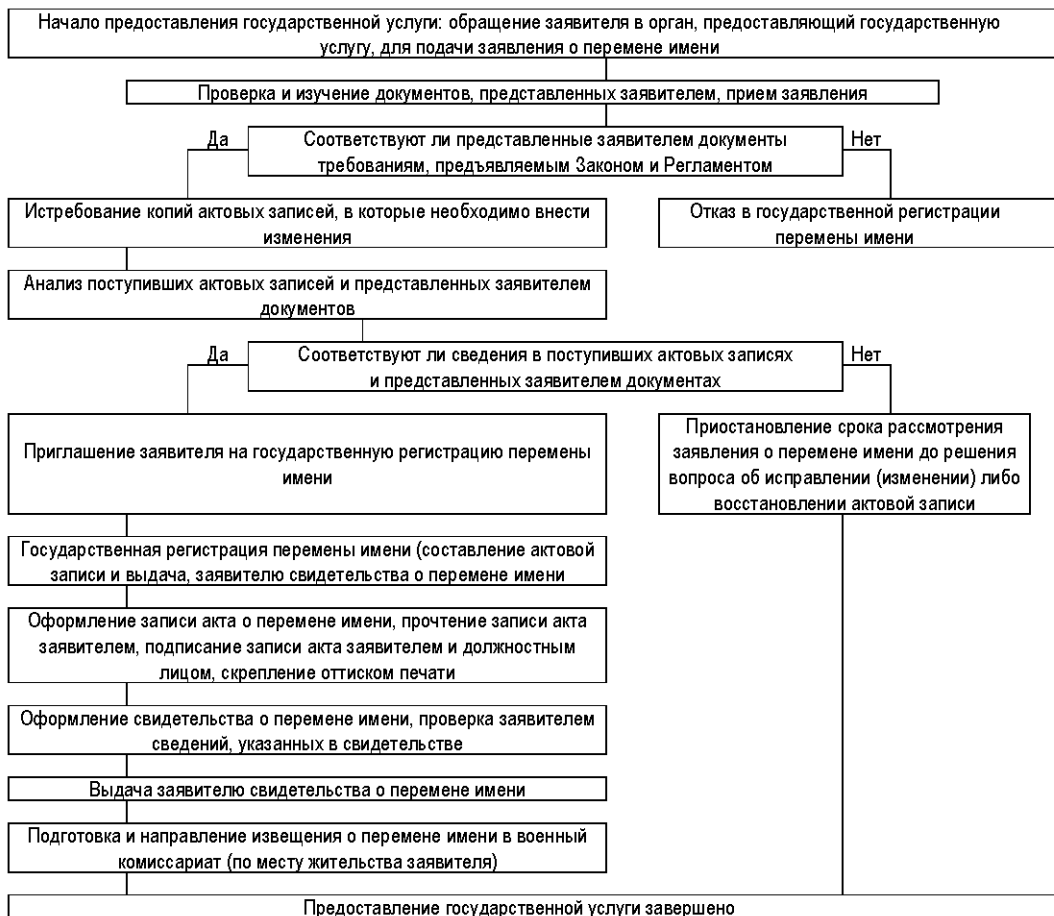 Начало предоставления государственной услуги: обращение заявителя в орган, предоставляющий государственную
услугу, для подачи заявления о перемене имени
Проверка и изучение документов, представленных заявителем, прием заявления
Да
Соответствуют ли представленные заявителем документы
требованиям, предъявляемым Законом и Регламентом
Нет
Истребование копий актовых записей, в которые необходимо внести
изменения
Отказ в государственной регистрации
перемены имени
Анализ поступивших актовых записей и представленных заявителем
документов
Да
Соответствуют ли сведения в поступивших актовых записях
и представленных заявителем документах
Нет
Приглашение заявителя на государственную регистрацию перемены
имени
Приостановление срока рассмотрения
заявления о перемене имени до решения
вопроса об исправлении (изменении) либо
восстановлении актовой записи
Государственная регистрация перемены имени (составление актовой
записи и выдача, заявителю свидетельства о перемене имени
Оформление записи акта о перемене имени, прочтение записи акта
заявителем, подписание записи акта заявителем и должностным
лицом, скрепление оттиском печати
Оформление свидетельства о перемене имени, проверка заявителем
сведений, указанных в свидетельстве
Выдача заявителю свидетельства о перемене имени
Подготовка и направление извещения о перемене имени в военный
комиссариат (по месту жительства заявителя)
Предоставление государственной услуги завершено